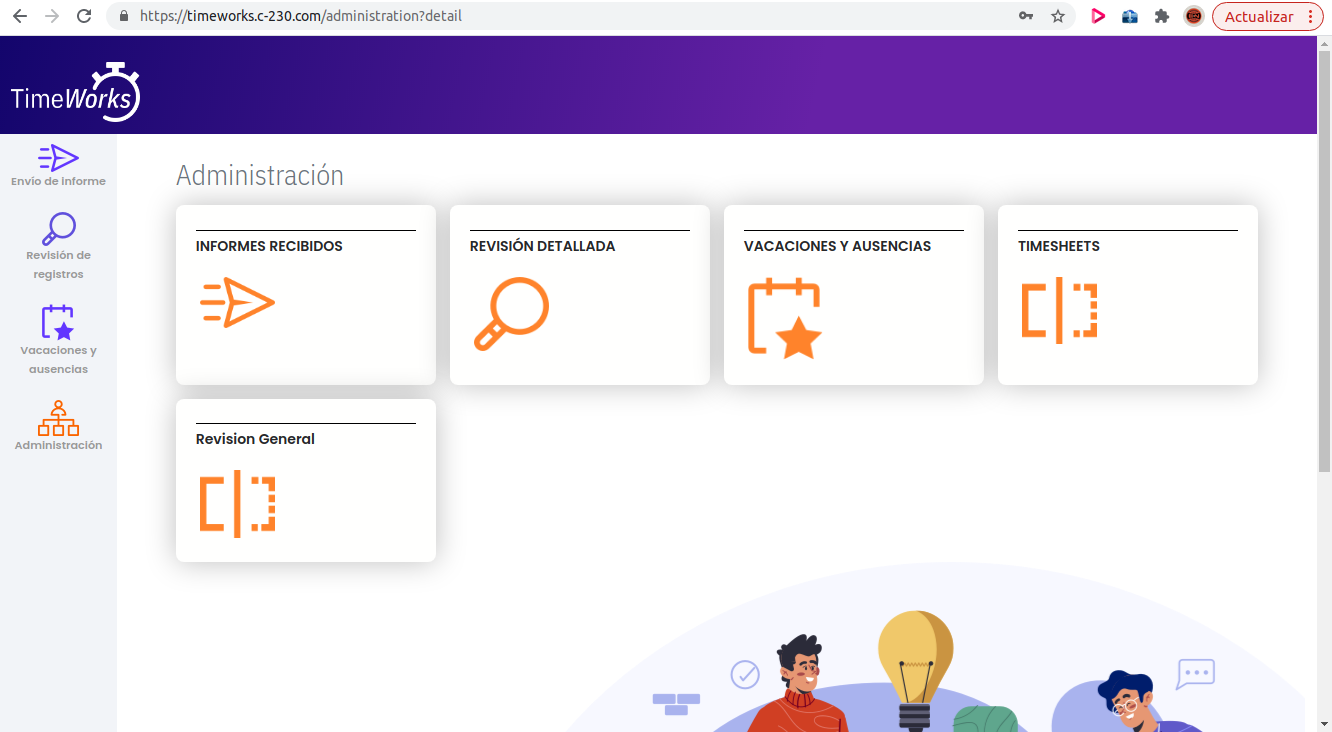 https://timeworks.c-230.com/administration?detail
Actualizar
TimeWorks
Envío de informe
Revisión de
registros
Vacaciones y
ausencias
Administración
Administración
INFORMES RECIBIDOS
REVISIÓN DETALLADA
VACACIONES Y AUSENCIAS
TIMESHEETS
Revision General